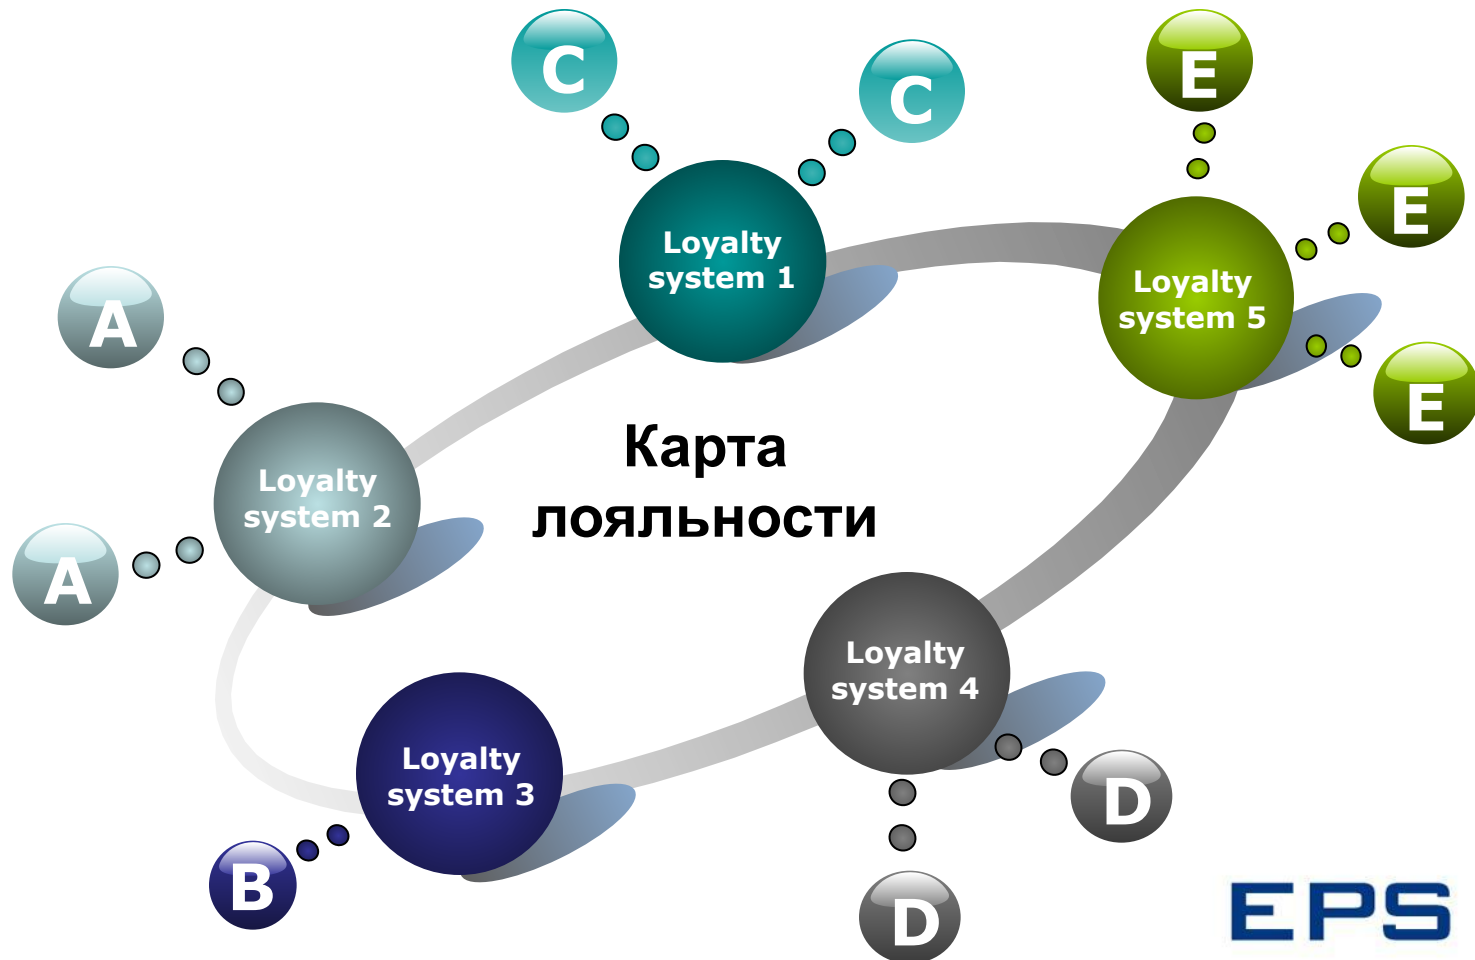 C
C
E
E
Loyalty
system 1
Loyalty
system 5
A
E
Карта
лояльности
Loyalty
system 2
A
Loyalty
system 4
Loyalty
system 3
D
B
D
EPS